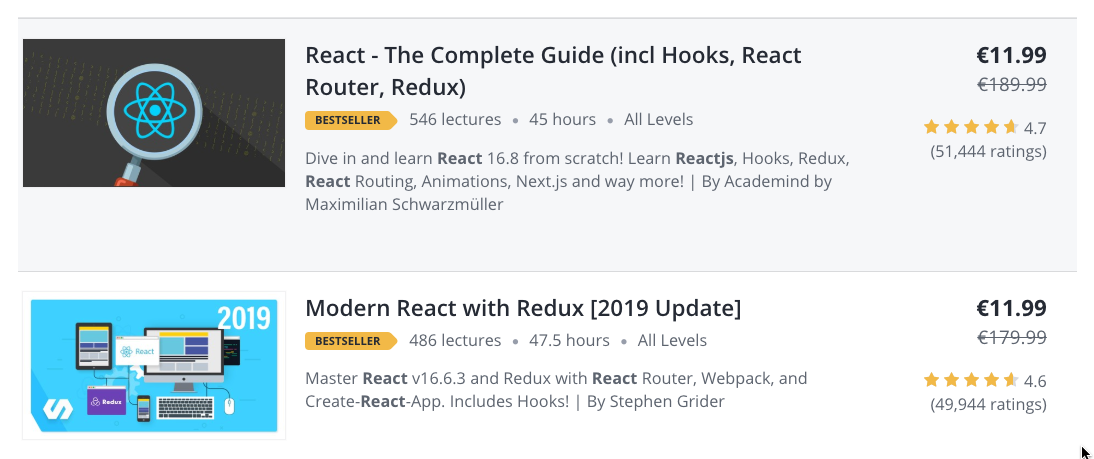 React - The Complete Guide (incl Hooks, React
Router, Redux)
BESTSELLER 546 lectures • 45 hours • All Levels
Dive in and learn React 16.8 from scratch! Learn Reactjs, Hooks, Redux,
React Routing, Animations, Next.js and way more! | By Academind by
Maximilian Schwarzmüller
€11.99
€189.99
4.7
(51,444 ratings)
2019
React
Redux
Modern React with Redux [2019 Update]
BESTSELLER 486 lectures • 47.5 hours • All Levels
Master React v16.6.3 and Redux with React Router, Webpack, and
Create-React-App. Includes Hooks! | By Stephen Grider
€11.99
€179.99
4.6
(49,944 ratings)